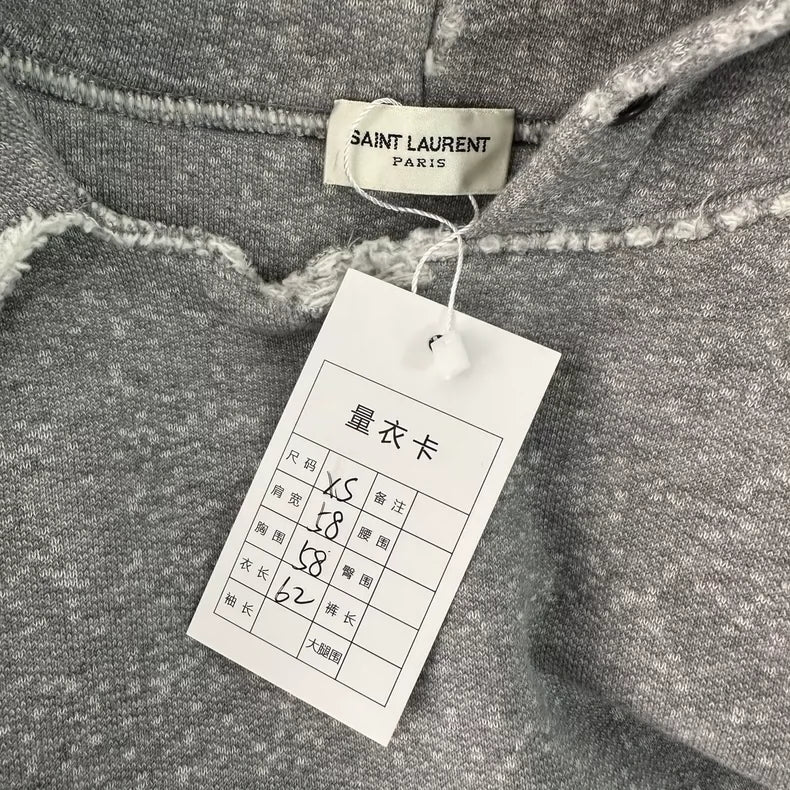 SAINT LAURENT
PARIS
量衣卡
尺码 XS 备注
肩宽 58 腰围
胸围 58 臀围
衣长 62 裤长
袖长 大腿围